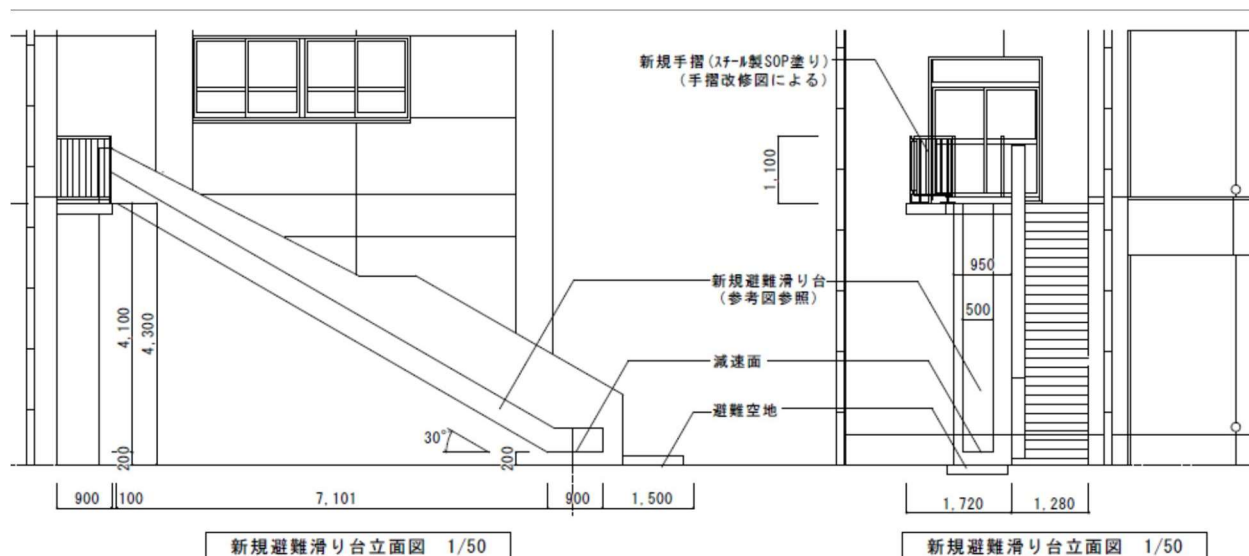 新規手摺(ｽﾁｰﾙ製SOP塗り)
(手摺改修図による)
1,100
新規避難滑り台
(参考図参照)
950
500
4,100
4,300
減速面
避難空地
30°
200
200
900
100
7,101
900
1,500
1,720
1,280
新規避難滑り台立面図 1/50
新規避難滑り台立面図 1/50